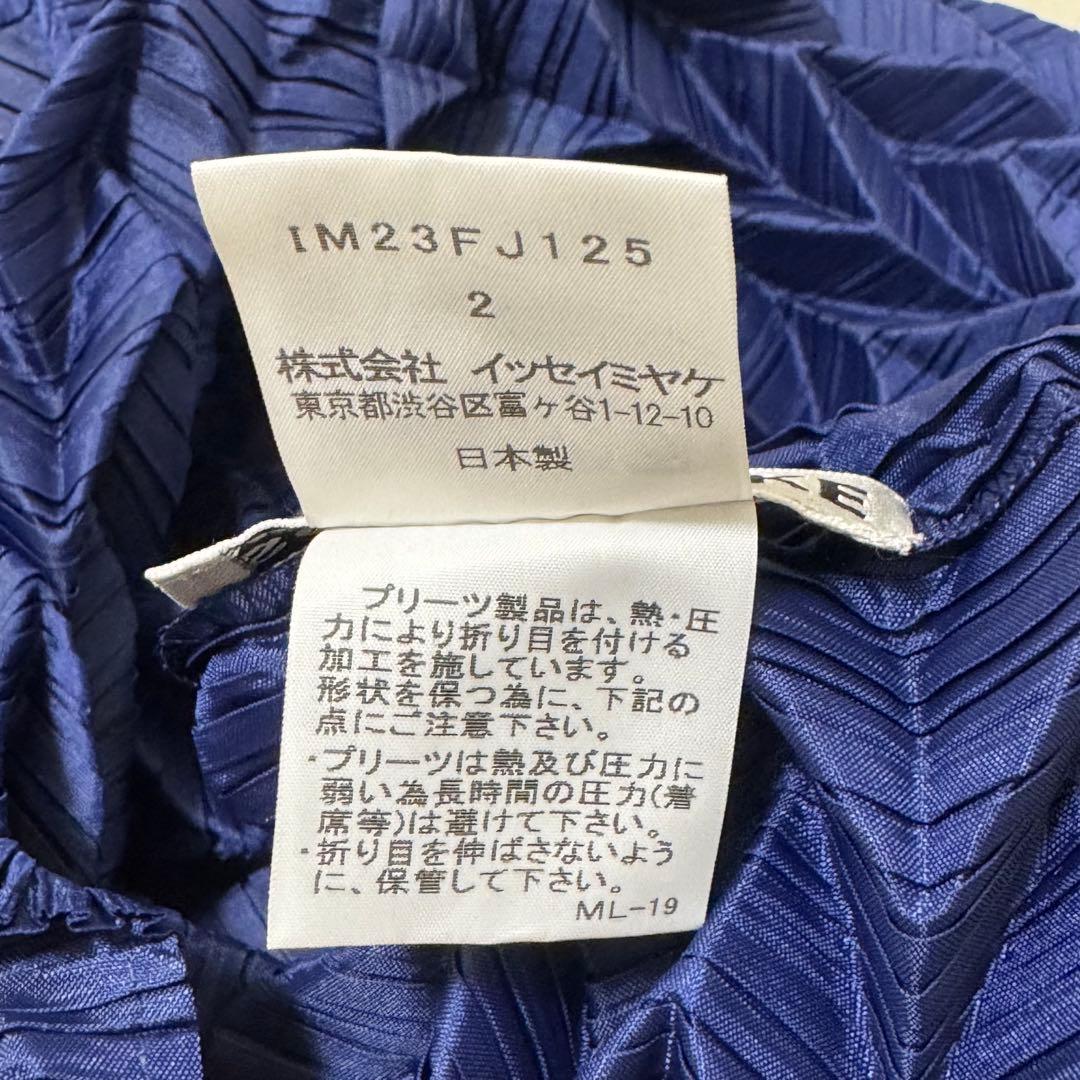 IM23FJ125
2
株式会社 イッセイミヤケ
東京都渋谷区富ヶ谷1-12-10
日本製
プリーツ製品は、熱・圧
力により折り目を付ける
加工を施しています。
形状を保つ為に、下記の
点にご注意下さい。
・プリーツは熱及び圧力に
弱い為長時間の圧力(着
席等)は避けて下さい。
・折り目を伸ばさないよう
に、保管して下さい。
ML-19